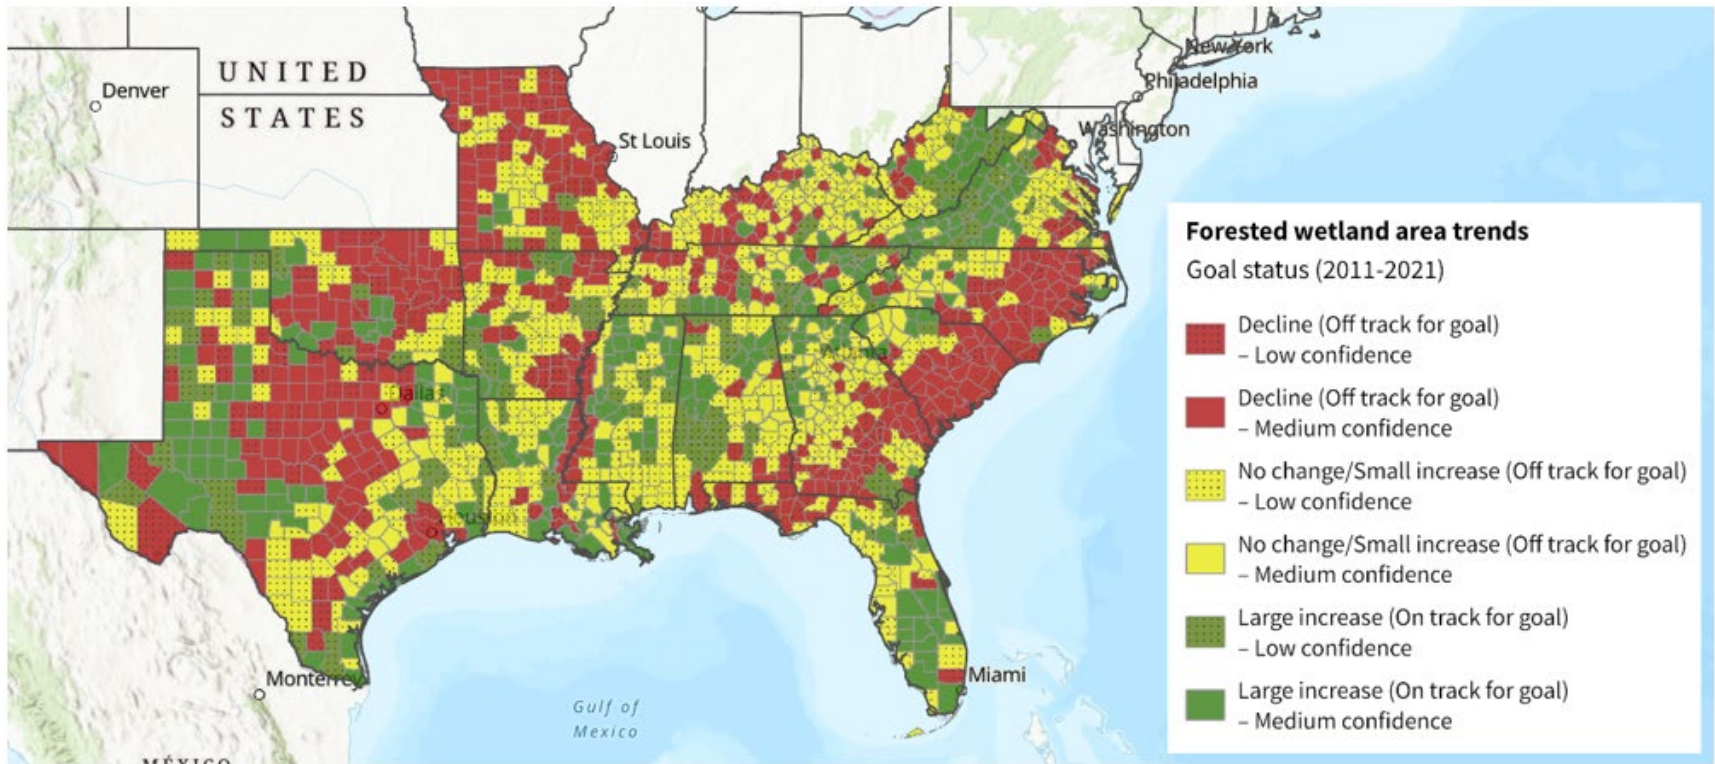 New York
Denver
UNITED
Philadelphia
STATES
Washington
St Louis
Atlanta
Dallas
Houston
Monterrey
Miami
Gulf of
Mexico
MÉXICO
Forested wetland area trends
Goal status (2011-2021)
Decline (Off track for goal)
– Low confidence
Decline (Off track for goal)
– Medium confidence
No change/Small increase (Off track for goal)
– Low confidence
No change/Small increase (Off track for goal)
– Medium confidence
Large increase (On track for goal)
– Low confidence
Large increase (On track for goal)
– Medium confidence